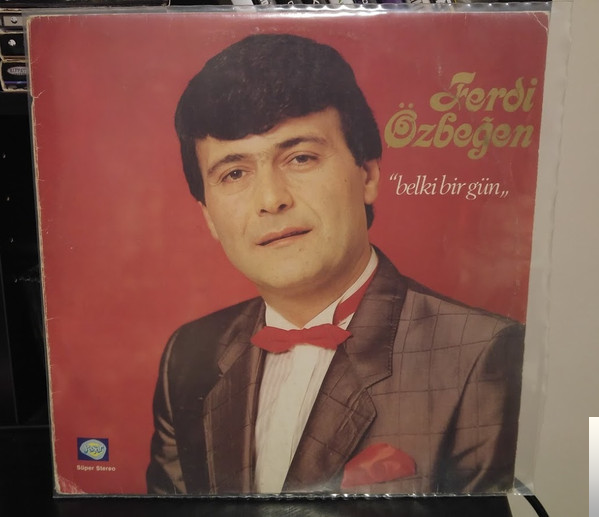 Ferdi
Özbeğen
“belki bir gün„
Süper Stereo